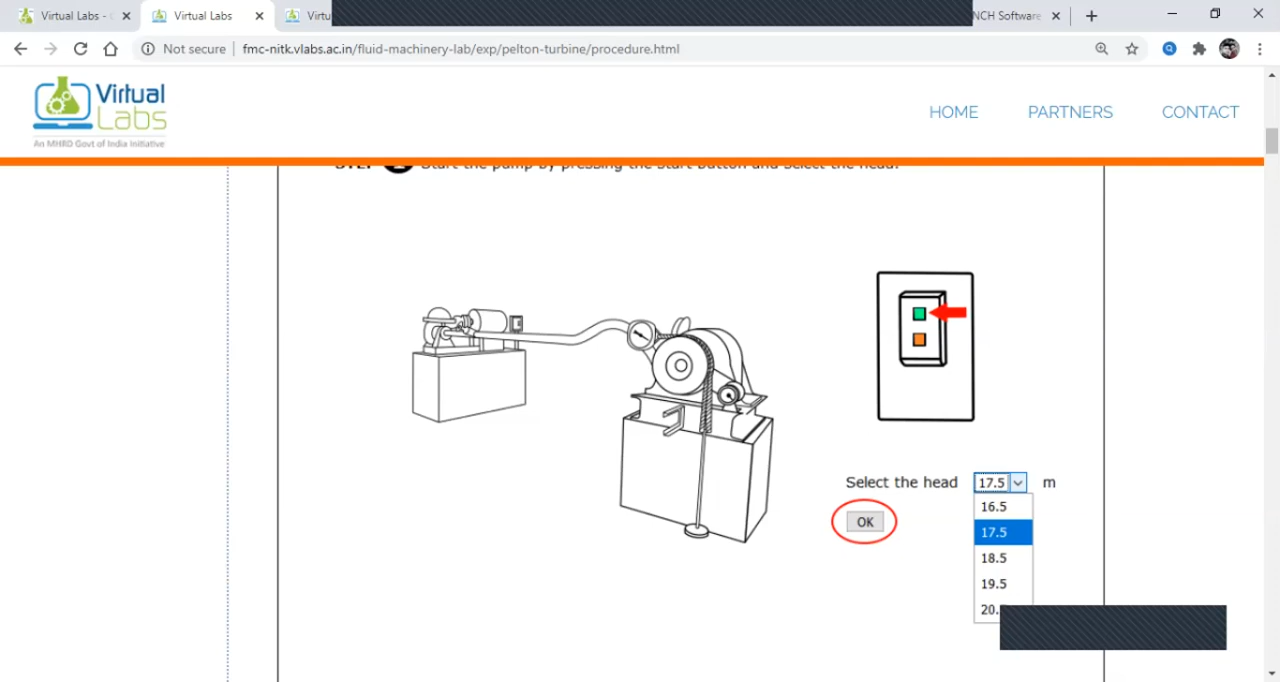 Virtual Labs -
Virtual Labs
Virtu
NCH Software
Not secure
fmc-nitk.vlabs.ac.in/fluid-machinery-lab/exp/pelton-turbine/procedure.html
Virtual
Labs
An MHRD Govt of India Initiative
HOME
PARTNERS
CONTACT
Start the pump by pressing the start button and select the head.
Select the head 17.5 m
OK
16.5
17.5
18.5
19.5
20.